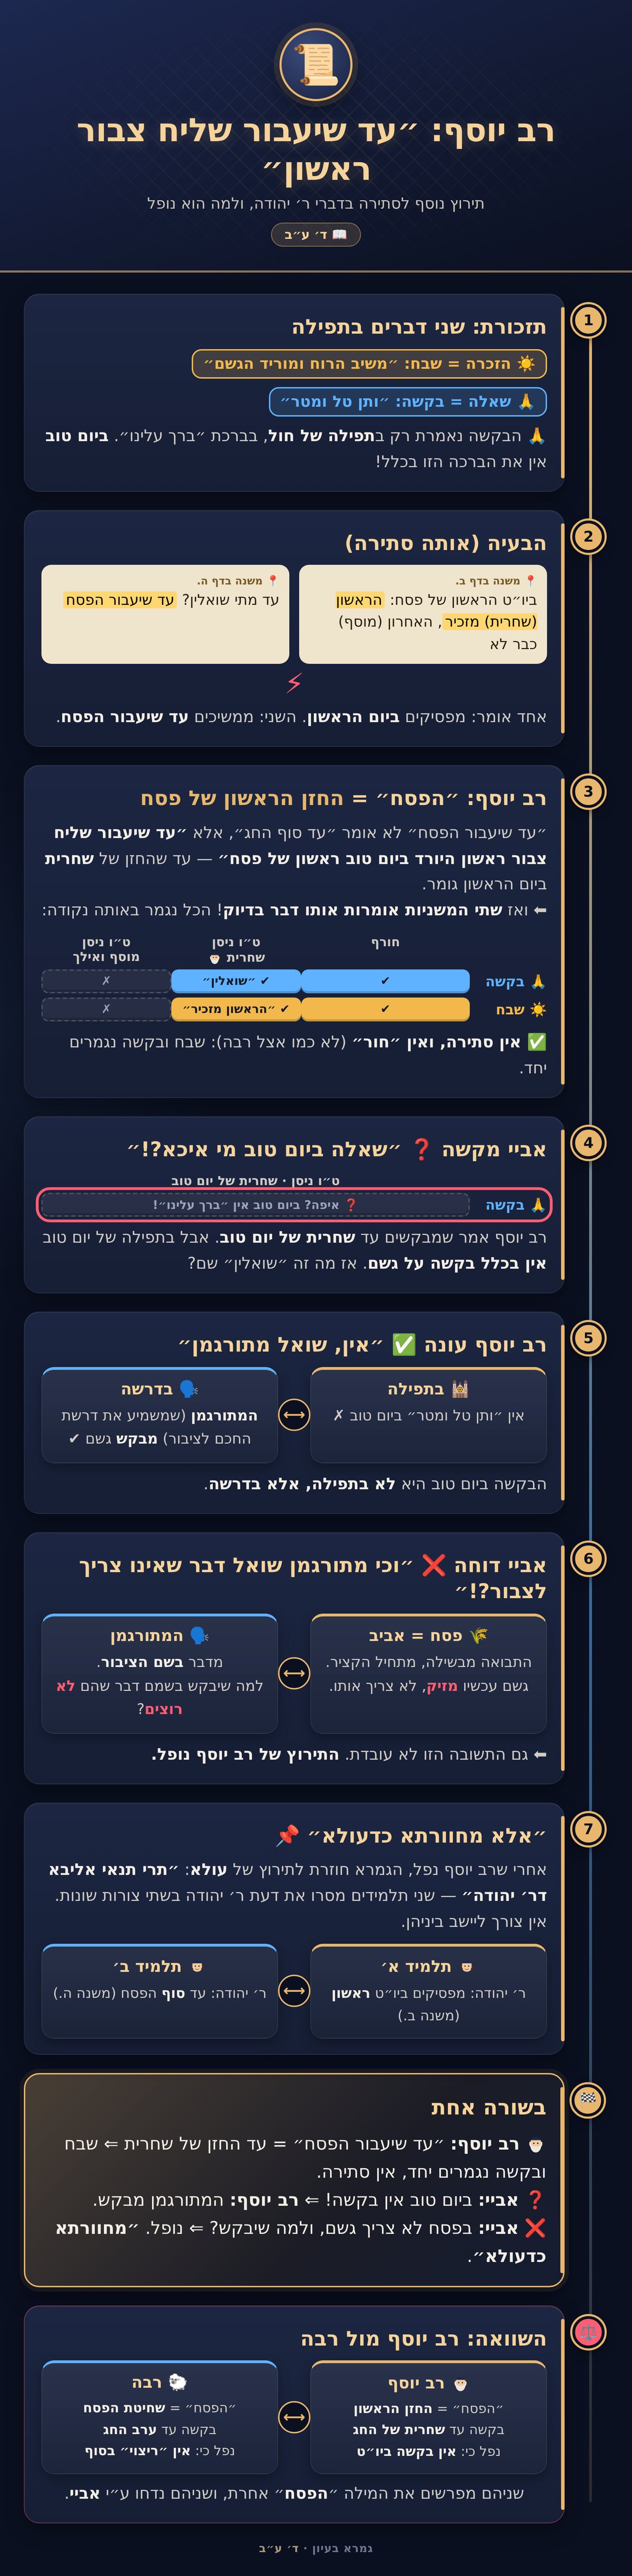 רב יוסף: ״עד שיעבור שליח צבור
ראשון״
תירוץ נוסף לסתירה בדברי ר׳ יהודה, ולמה הוא נופל
📖 ד׳ ע״ב
1
תזכורת: שני דברים בתפילה
☀️ הזכרה = שבח: ״משיב הרוח ומוריד הגשם״
🙏 שאלה = בקשה: ״ותן טל ומטר״
🙏 הבקשה נאמרת רק בתפילה של חול, בברכת ״ברך עלינו״. ביום טוב
אין את הברכה הזו בכלל!
2
הבעיה (אותה סתירה)
📍 משנה בדף ב.
ביו״ט הראשון של פסח: הראשון
(שחרית) מזכיר, האחרון (מוסף)
כבר לא
📍 משנה בדף ה.
עד מתי שואלין? עד שיעבור הפסח
⚡
אחד אומר: מפסיקים ביום הראשון. השני: ממשיכים עד שיעבור הפסח.
3
רב יוסף: ״הפסח״ = החזן הראשון של פסח
״עד שיעבור הפסח״ לא אומר ״עד סוף החג״, אלא ״עד שיעבור שליח
צבור ראשון היורד ביום טוב ראשון של פסח״ — עד שהחזן של שחרית
ביום הראשון גומר.
⬅ ואז שתי המשניות אומרות אותו דבר בדיוק! הכל נגמר באותה נקודה:
חורף
ט״ו ניסן
שחרית 🎅
ט״ו ניסן
מוסף ואילך
🙏 בקשה
✔
✔ ״שואלין״
✗
☀️ שבח
✔
✔ ״הראשון מזכיר״
✗
✅ אין סתירה, ואין ״חור״ (לא כמו אצל רבה): שבח ובקשה נגמרים
יחד.
4
אביי מקשה ❓ ״שאלה ביום טוב מי איכא?!״
ט״ו ניסן · שחרית של יום טוב
🙏 בקשה
❓ איפה? ביום טוב אין ״ברך עלינו״!
רב יוסף אמר שמבקשים עד שחרית של יום טוב. אבל בתפילה של יום טוב
אין בכלל בקשה על גשם. אז מה זה ״שואלין״ שם?
5
רב יוסף עונה ✅ ״אין, שואל מתורגמן״
🕍 בתפילה
אין ״ותן טל ומטר״ ביום טוב ✗
⟷
🗣️ בדרשה
המתורגמן (שמשמיע את דרשת
החכם לציבור) מבקש גשם ✔
הבקשה ביום טוב היא לא בתפילה, אלא בדרשה.
6
אביי דוחה ❌ ״וכי מתורגמן שואל דבר שאינו צריך
לצבור?!״
🌾 פסח = אביב
התבואה מבשילה, מתחיל הקציר.
גשם עכשיו מזיק, לא צריך אותו.
⟷
🗣️ המתורגמן
מדבר בשם הציבור.
למה שיבקש בשמם דבר שהם לא
רוצים?
⬅ גם התשובה הזו לא עובדת. התירוץ של רב יוסף נופל.
7
״אלא מחוורתא כדעולא״ 📌
אחרי שרב יוסף נפל, הגמרא חוזרת לתירוץ של עולא: ״תרי תנאי אליבא
דר׳ יהודה״ — שני תלמידים מסרו את דעת ר׳ יהודה בשתי צורות שונות.
אין צורך ליישב ביניהן.
תלמיד א׳
ר׳ יהודה: מפסיקים ביו״ט ראשון
(משנה ב.)
⟷
תלמיד ב׳
ר׳ יהודה: עד סוף הפסח (משנה ה.)
🏁
בשורה אחת
רב יוסף: ״עד שיעבור הפסח״ = עד החזן של שחרית ⇐ שבח
ובקשה נגמרים יחד, אין סתירה.
❓ אביי: ביום טוב אין בקשה! ⇐ רב יוסף: המתורגמן מבקש.
❌ אביי: בפסח לא צריך גשם, ולמה שיבקש? ⇐ נופל. ״מחוורתא
כדעולא״.
⚖️
השוואה: רב יוסף מול רבה
רב יוסף
״הפסח״ = החזן הראשון
בקשה עד שחרית של החג
נפל כי: אין בקשה ביו״ט
⟷
🐑 רבה
״הפסח״ = שחיטת הפסח
בקשה עד ערב החג
נפל כי: אין ״ריצוי״ בסוף
שניהם מפרשים את המילה ״הפסח״ אחרת, ושניהם נדחו ע״י אביי.
גמרא בעיון · ד׳ ע״ב